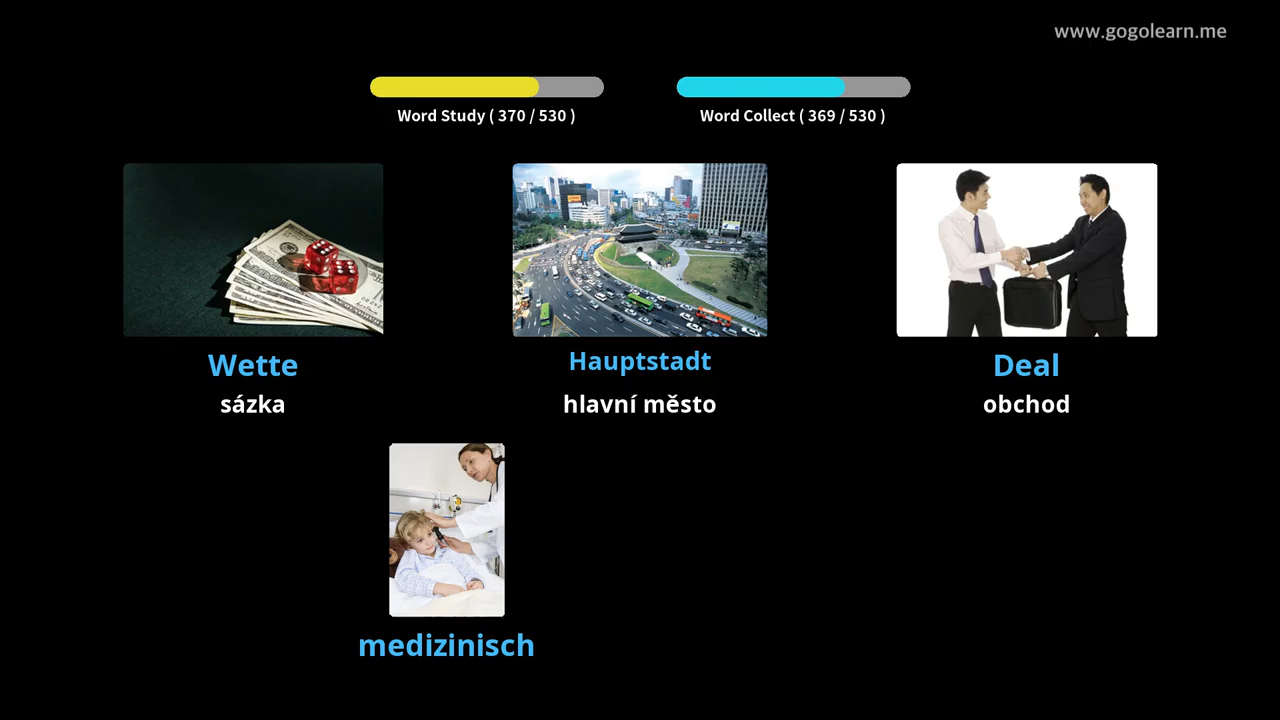 www.gogolearn.me
Word Study ( 370 / 530 )
Word Collect ( 369 / 530 )
Wette
Hauptstadt
Deal
sázka
hlavní město
obchod
medizinisch